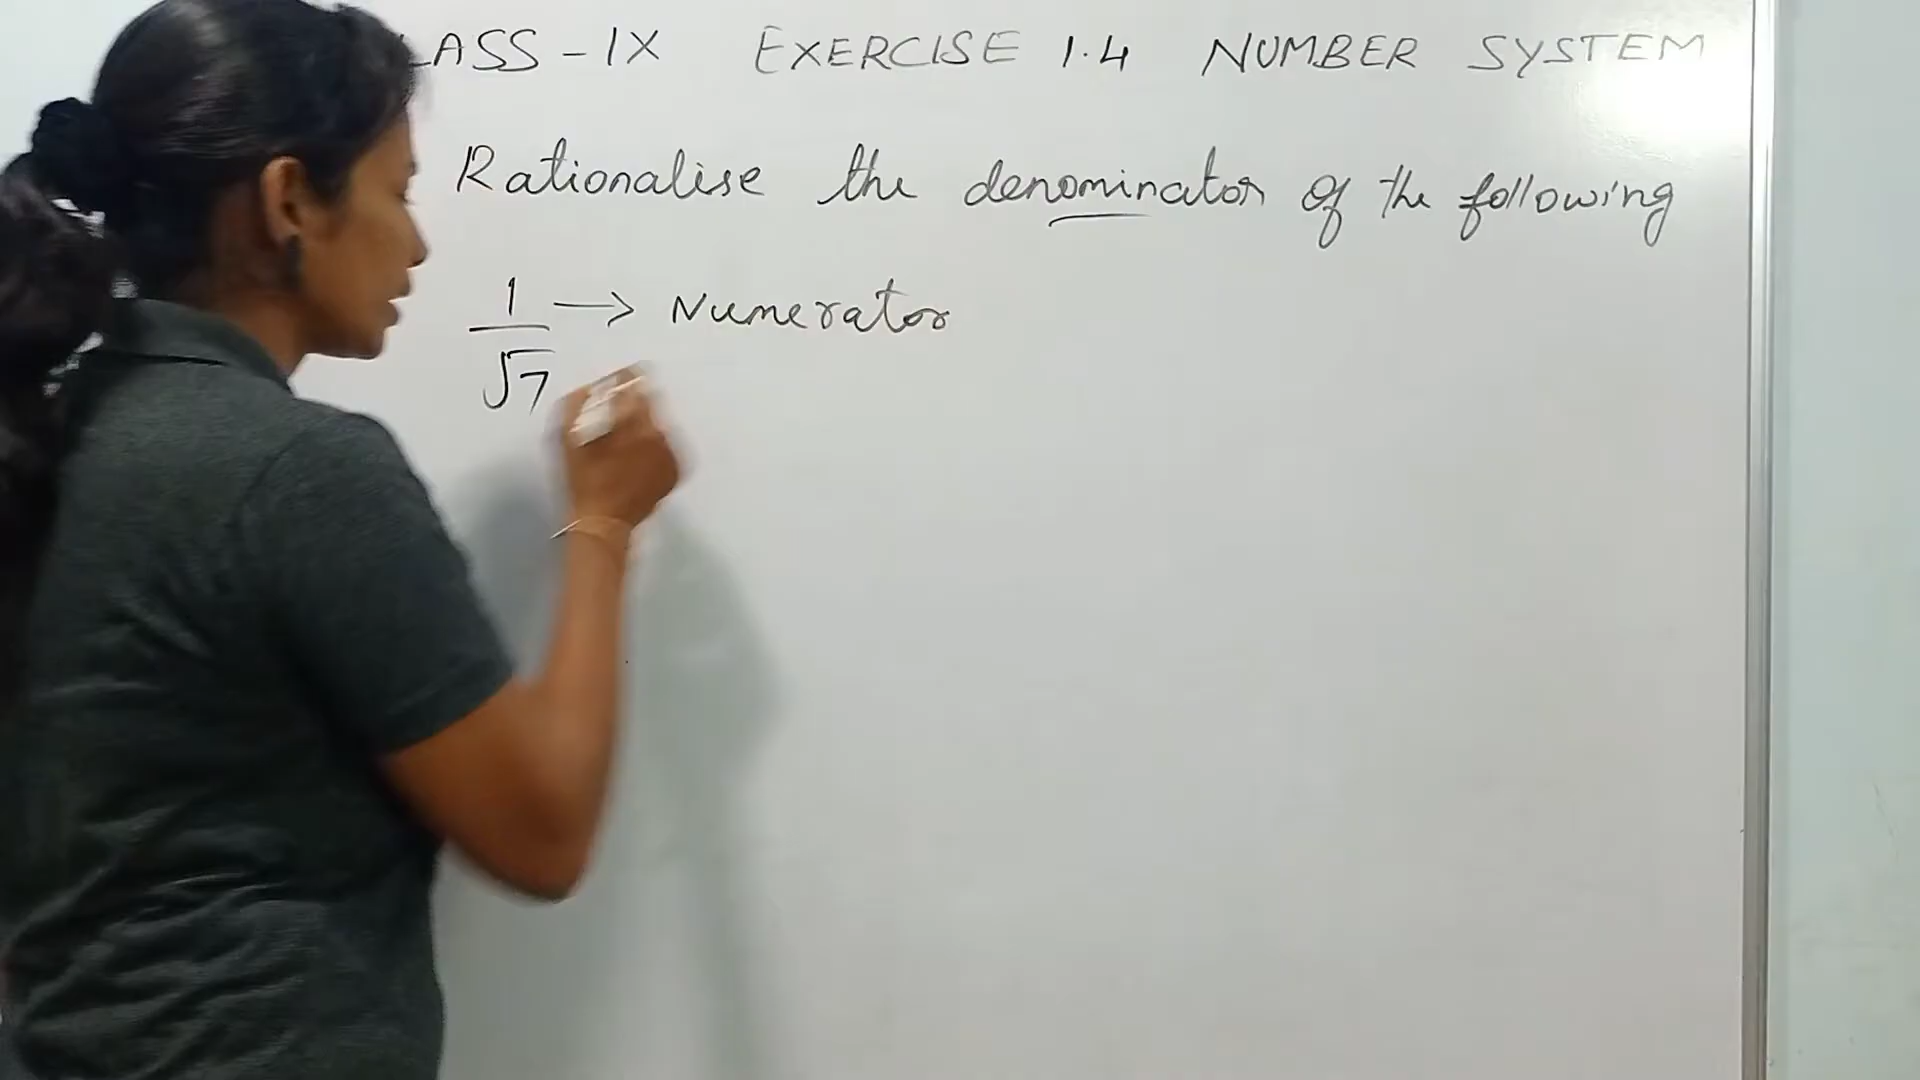 LASS - IX EXERCISE 1.4 NUMBER SYSTEM
Rationalise the denominator of the following
1 → Numerator
√7